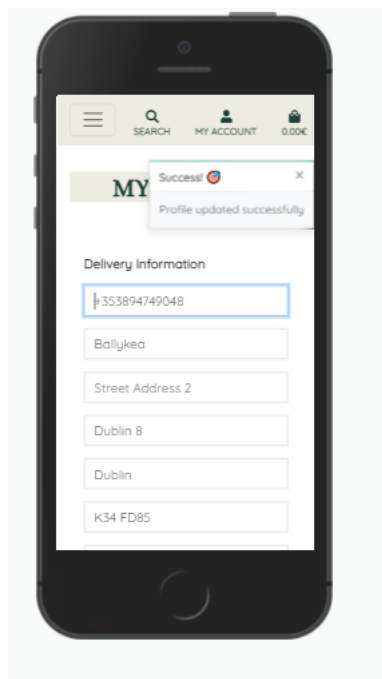 SEARCH
MY ACCOUNT
0.00€
MY
Success! 🎯
×
Profile updated successfully
Delivery Information
+353894749048
Ballykea
Street Address 2
Dublin 8
Dublin
K34 FD85